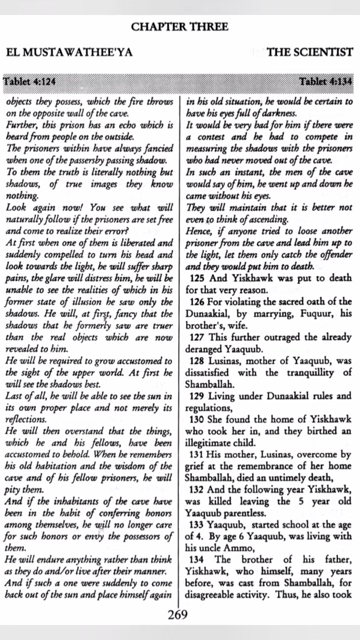 CHAPTER THREE
EL MUSTAWATHEE'YA THE SCIENTIST
Tablet 4:124 Tablet 4:134
objects they possess, which the fire throws
on the opposite wall of the cave.
Further, this prison has an echo which is
heard from people on the outside.
The prisoners within have always fancied
when one of the passersby passing shadow.
To them the truth is literally nothing but
shadows, of true images they know
nothing.
Look again now! You see what will
naturally follow if the prisoners are set free
and come to realize their error?
At first when one of them is liberated and
suddenly compelled to turn his head and
look towards the light, he will suffer sharp
pains, the glare will distress him, he will be
unable to see the realities of which in his
former state of illusion he saw only the
shadows. He will, at first, fancy that the
shadows that he formerly saw are truer
than the real objects which are now
revealed to him.
He will be required to grow accustomed to
the sight of the upper world. At first he
will see the shadows best.
Last of all, he will be able to see the sun in
its own proper place and not merely its
reflections.
He will then overstand that the things,
which he and his fellows, have been
accustomed to behold. When he remembers
his old habitation and the wisdom of the
cave and of his fellow prisoners, he will
pity them.
And if the inhabitants of the cave have
been in the habit of conferring honors
among themselves, he will no longer care
for such honors or envy the possessors of
them.
He will endure anything rather than think
as they do and/or live after their manner.
And if such a one were suddenly to come
back out of the sun and place himself again
in his old situation, he would be certain to
have his eyes full of darkness.
It would be very bad for him if there were
a contest and he had to compete in
measuring the shadows with the prisoners
who had never moved out of the cave.
In such an instant, the men of the cave
would say of him, he went up and down he
came without his eyes.
They will maintain that it is better not
even to think of ascending.
Hence, if anyone tried to loose another
prisoner from the cave and lead him up to
the light, let them only catch the offender
and they would put him to death.
125 And Yiskhawk was put to death
for that very reason.
126 For violating the sacred oath of the
Dunaakial, by marrying, Fuquur, his
brother's, wife.
127 This further outraged the already
deranged Yaaquub.
128 Lusinas, mother of Yaaquub, was
dissatisfied with the tranquility of
Shamballah.
129 Living under Dunaakial rules and
regulations,
130 She found the home of Yiskhawk
who took her in, and they birthed an
illegitimate child.
131 His mother, Lusinas, overcome by
grief at the remembrance of her home
Shamballah, died an untimely death,
132 And the following year Yiskhawk,
was killed leaving the 5 year old
Yaaquub parentless.
133 Yaaquub, started school at the age
of 4. By age 6 Yaaquub, was living with
his uncle Ammo,
134 The brother of his father,
Yiskhawk, who himself, many years
before, was cast from Shamballah, for
disagreeable activity. Thus, he also took
269